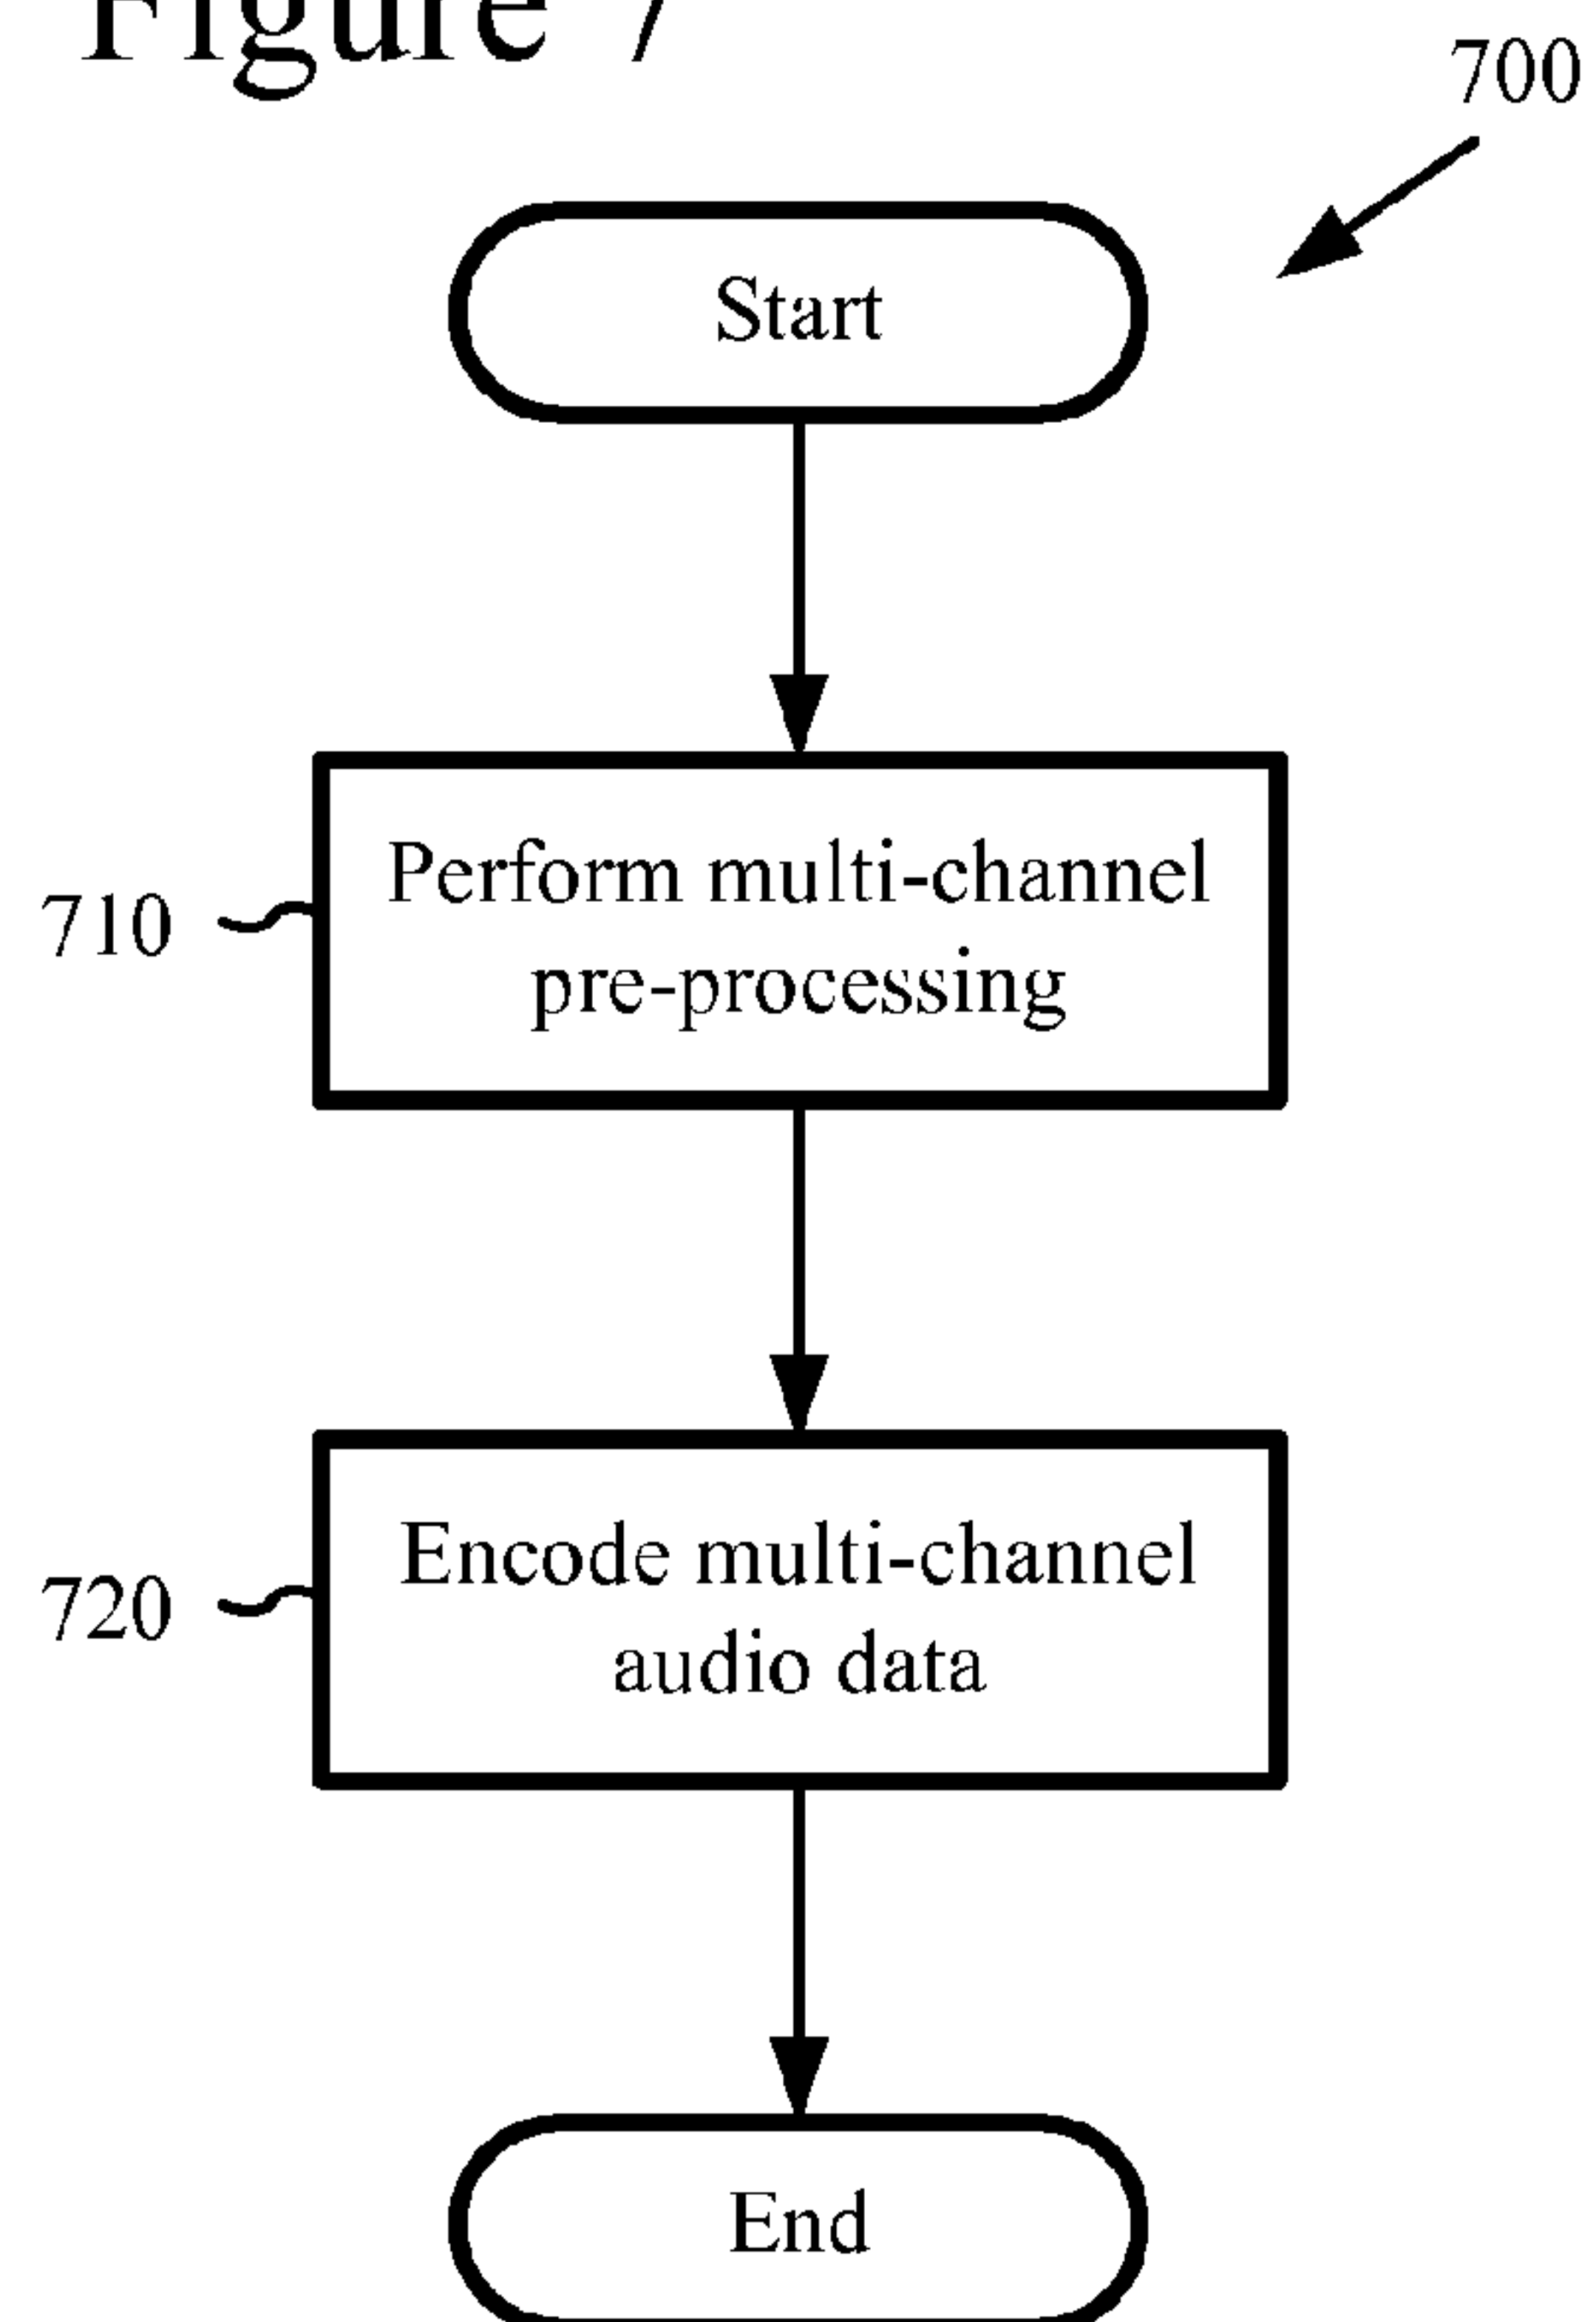 Figure 7
700
Start
710
Perform multi-channel
pre-processing
720
Encode multi-channel
audio data
End